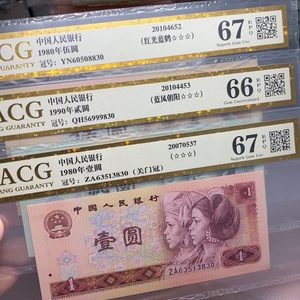 ACG
中国人民银行
1980年伍圆
冠号: YN60508830
20104652
(红光蓝鹤☆☆☆)
67 EPQ
Superb Gem Unc
ACG
GRADING GUARANTY
中国人民银行
1990年贰圆
冠号: QH56999830
20104453
(蓝凤朝阳☆☆☆)
66 EPQ
Gem Uncirculated
ACG
GRADING GUARANTY
中国人民银行
1980年壹圆
冠号: ZA63513830 (关门冠)
20070537
(☆☆☆)
67 EPQ
Superb Gem Unc
中国人民银行
壹圆
1
ZA63513830
1